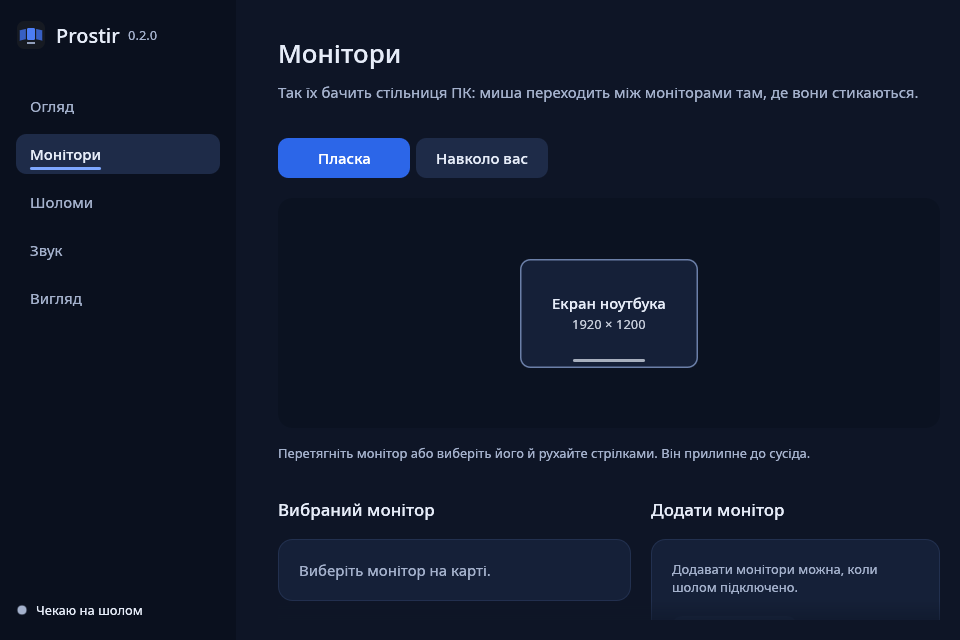 Prostir 0.2.0
Огляд
Монітори
Шоломи
Звук
Вигляд
Чекаю на шолом
Монітори
Так їх бачить стільниця ПК: миша переходить між моніторами там, де вони стикаються.
Пласка
Навколо вас
Екран ноутбука
1920 × 1200
Перетягніть монітор або виберіть його й рухайте стрілками. Він прилипне до сусіда.
Вибраний монітор
Виберіть монітор на карті.
Додати монітор
Додавати монітори можна, коли
шолом підключено.